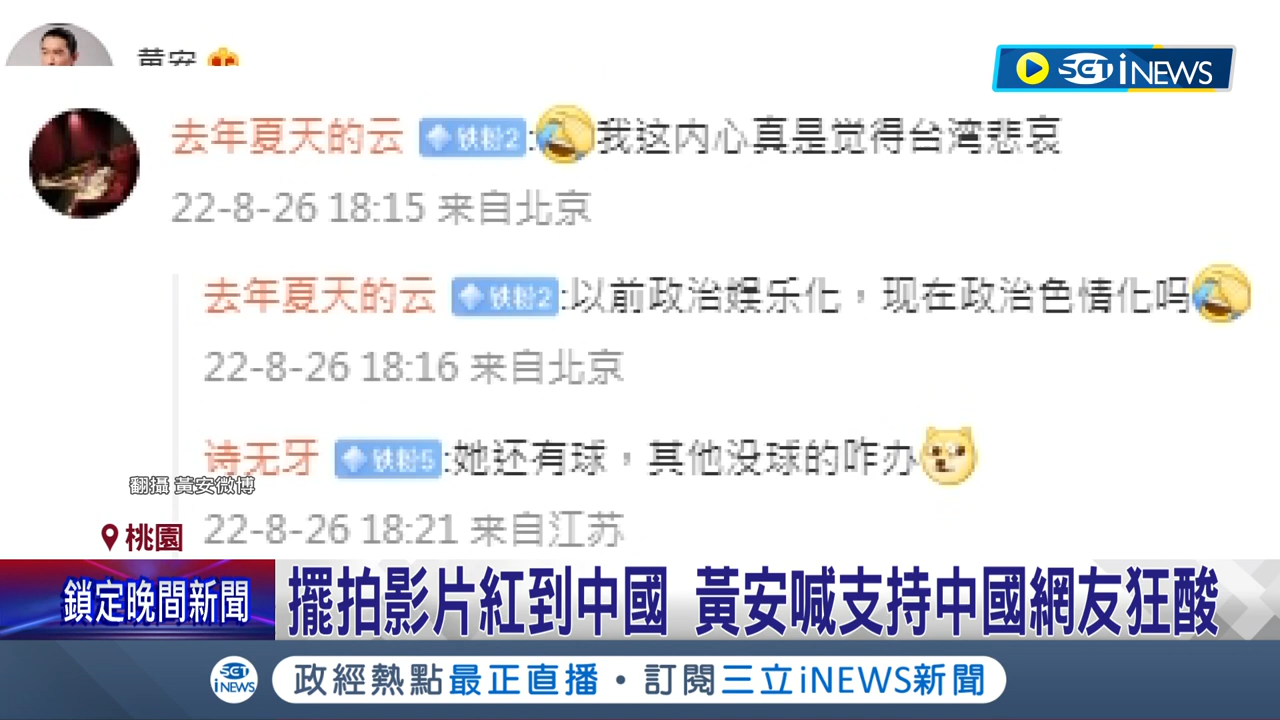 黄安
SETi NEWS
去年夏天的云 铁粉2:我这内心真是觉得台湾悲哀
22-8-26 18:15 来自北京
去年夏天的云 铁粉2:以前政治娱乐化，现在政治色情化吗
22-8-26 18:16 来自北京
诗无牙 铁粉5:她还有球，其他没球的咋办
翻攝 黃安微博
22-8-26 18:21 来自江苏
桃園
鎖定晚間新聞
擺拍影片紅到中國 黃安喊支持中國網友狂酸
SET iNEWS
政經熱點最正直播•訂閱三立iNEWS新聞